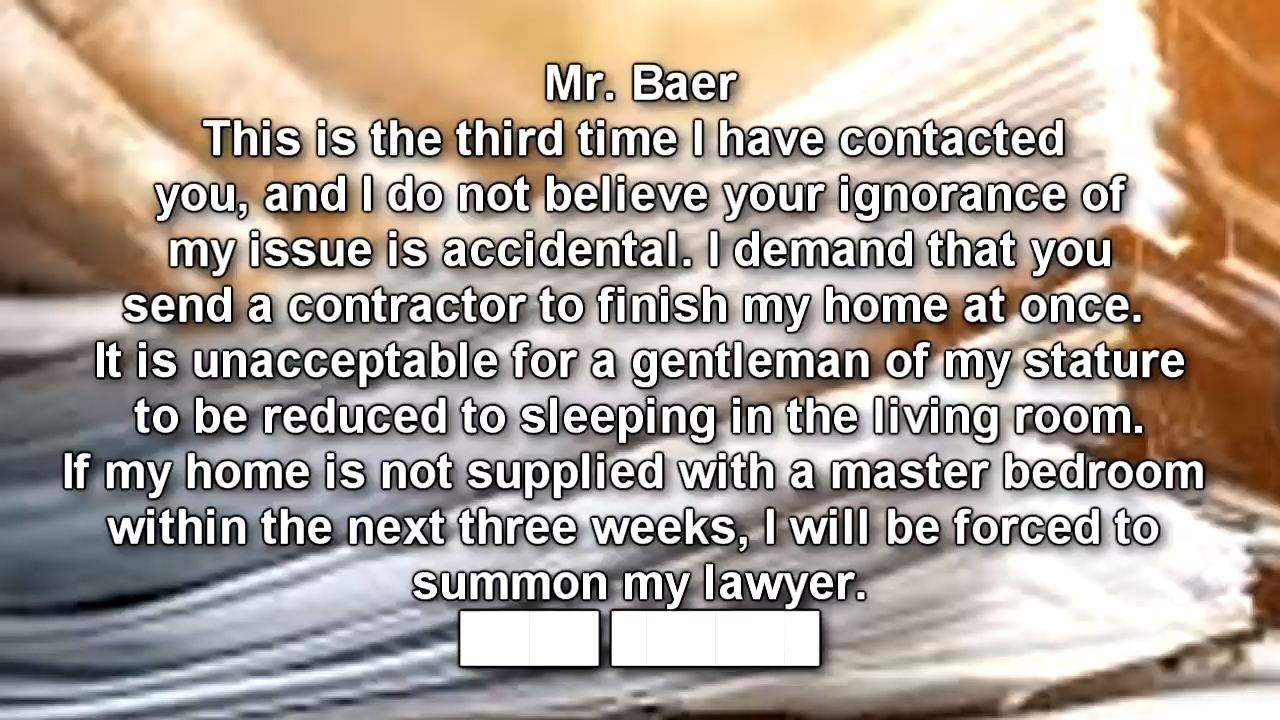 Mr. Baer
This is the third time I have contacted
you, and I do not believe your ignorance of
my issue is accidental. I demand that you
send a contractor to finish my home at once.
It is unacceptable for a gentleman of my stature
to be reduced to sleeping in the living room.
If my home is not supplied with a master bedroom
within the next three weeks, I will be forced to
summon my lawyer.